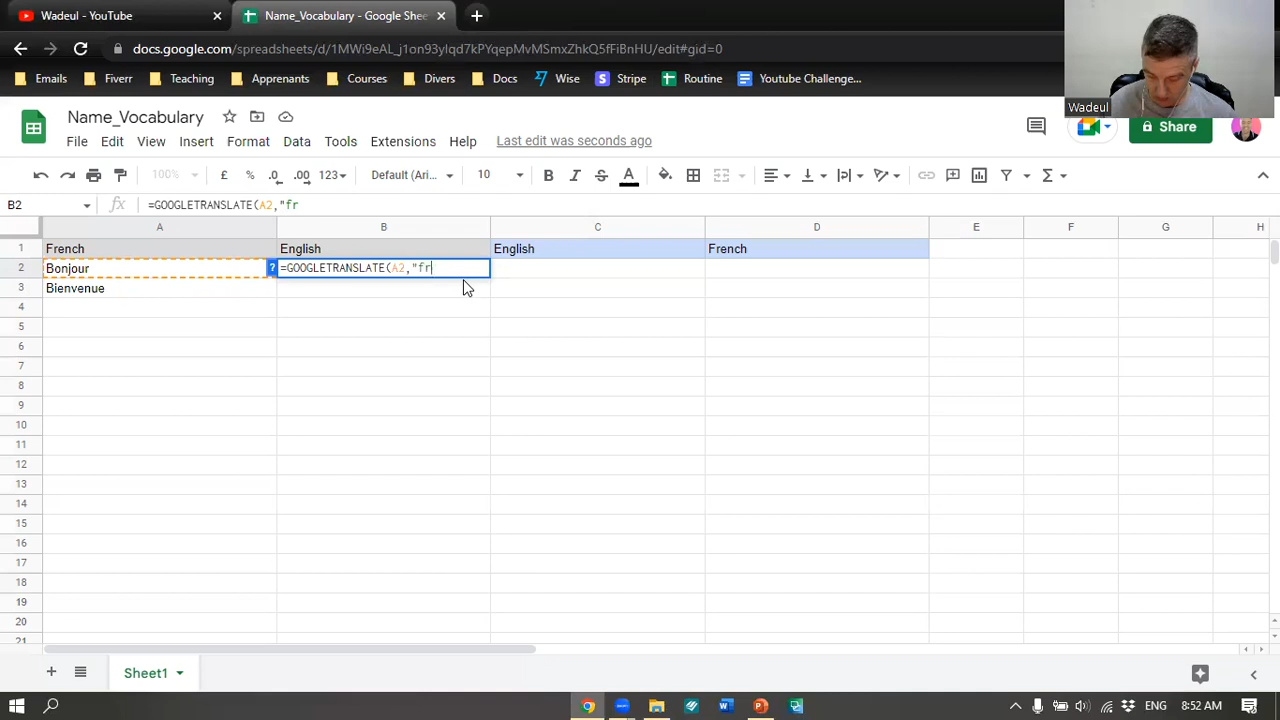 Wadeul - YouTube
Name_Vocabulary - Google She
docs.google.com/spreadsheets/d/1MWi9eAL_j1on93ylqd7kPYqepMvMSmxZhkQ5fFiBnHU/edit#gid=0
Emails Fiverr Teaching Apprenants Courses Divers Docs Wise Stripe Routine Youtube Challenge...
Wadeul
Name_Vocabulary
File Edit View Insert Format Data Tools Extensions Help Last edit was seconds ago
Share
100% £ % .0 .00 123 Default (Ari... 10 B I S A
B2 fx =GOOGLETRANSLATE(A2,"fr
A B C D E F G H
1 French English English French
2 Bonjour ? =GOOGLETRANSLATE(A2,"fr
3 Bienvenue
4
5
6
7
8
9
10
11
12
13
14
15
16
17
18
19
20
21
Sheet1
ENG 8:52 AM